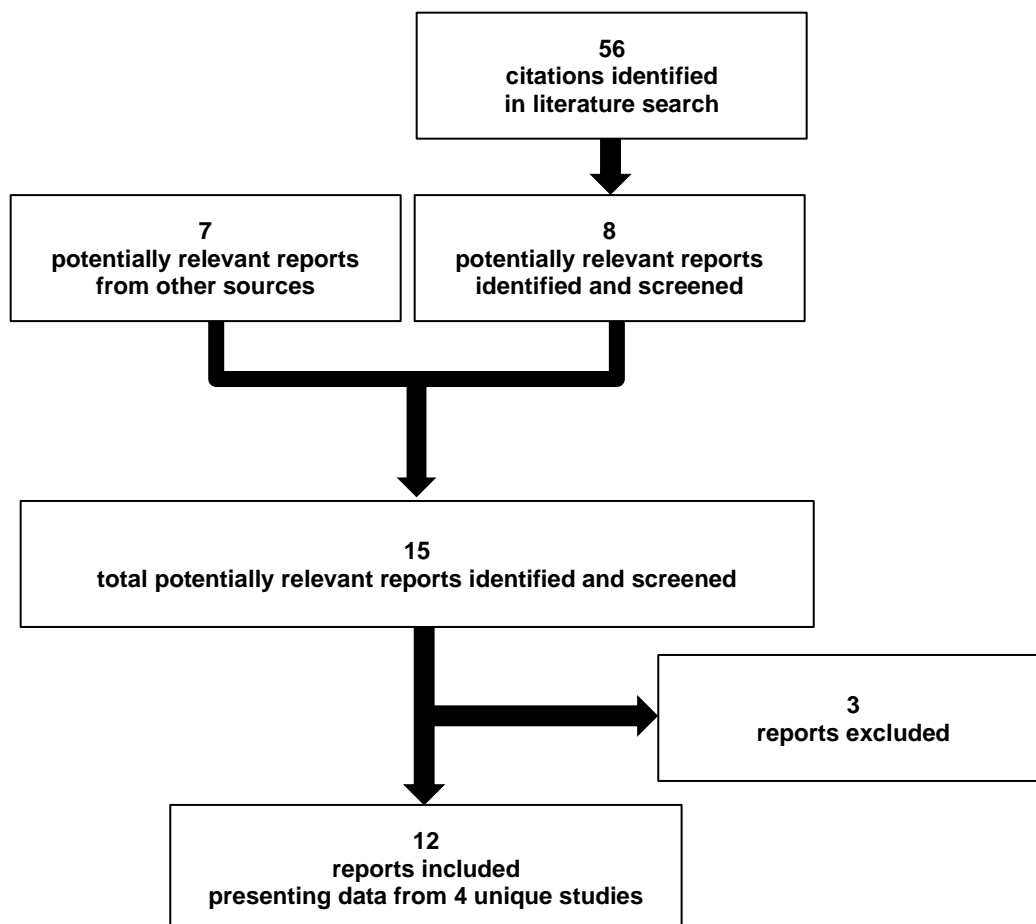 56
citations identified
in literature search
7
potentially relevant reports
from other sources
8
potentially relevant reports
identified and screened
15
total potentially relevant reports identified and screened
3
reports excluded
12
reports included
presenting data from 4 unique studies